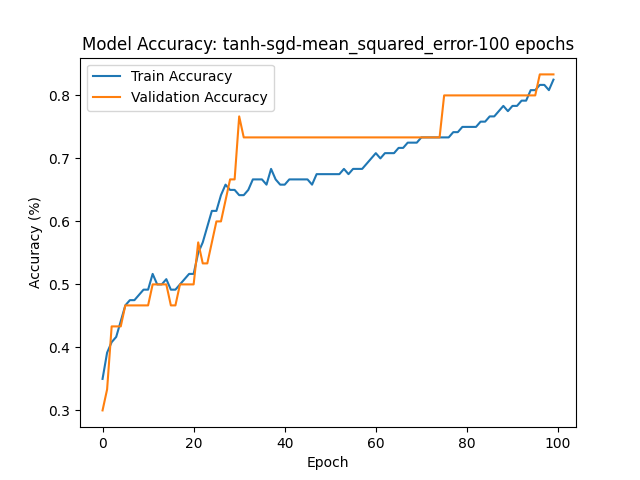 Model Accuracy: tanh-sgd-mean_squared_error-100 epochs
Train Accuracy
Validation Accuracy
Accuracy (%)
0.8
0.7
0.6
0.5
0.4
0.3
0 20 40 60 80 100
Epoch